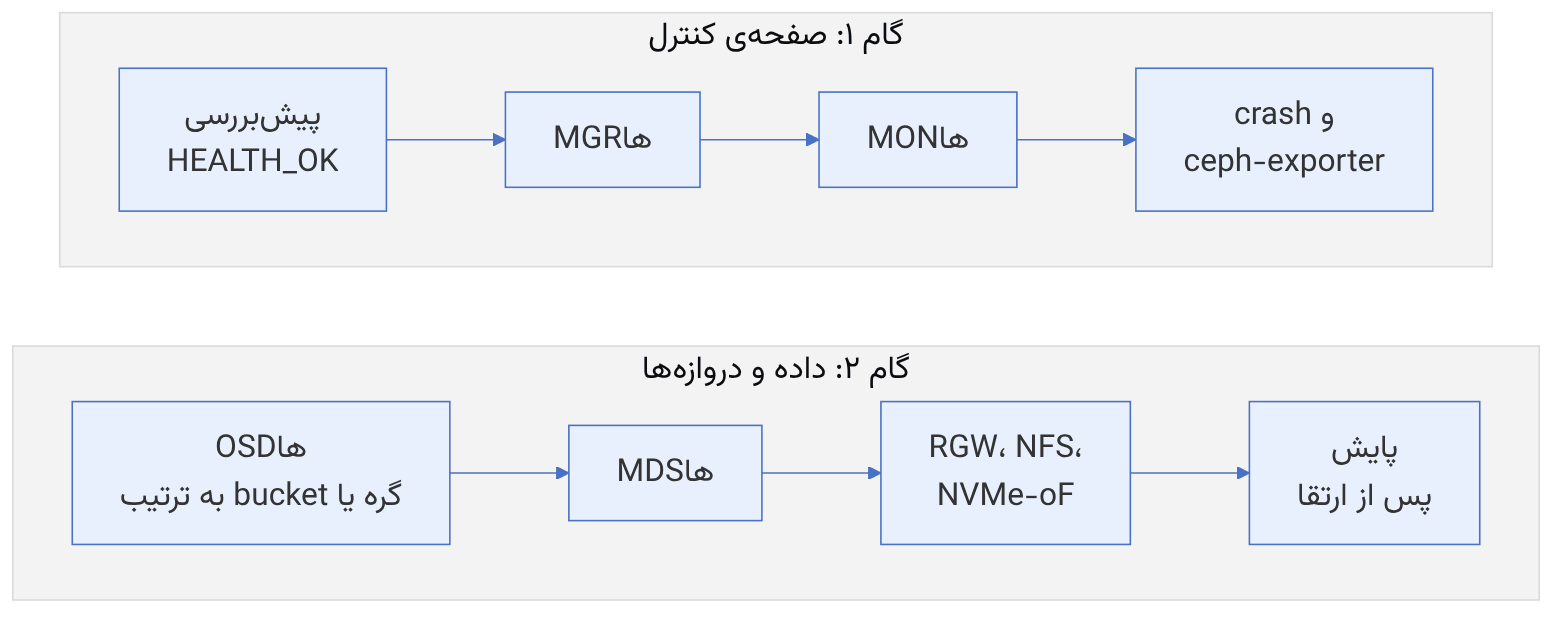 گام ۱: صفحه‌ی کنترل
پیش‌بررسی
HEALTH_OK
MGRها
MONها
crash و
ceph-exporter
گام ۲: داده و دروازه‌ها
OSDها
به ترتیب bucket یا گره
MDSها
RGW، NFS،
NVMe-oF
پایش
پس از ارتقا